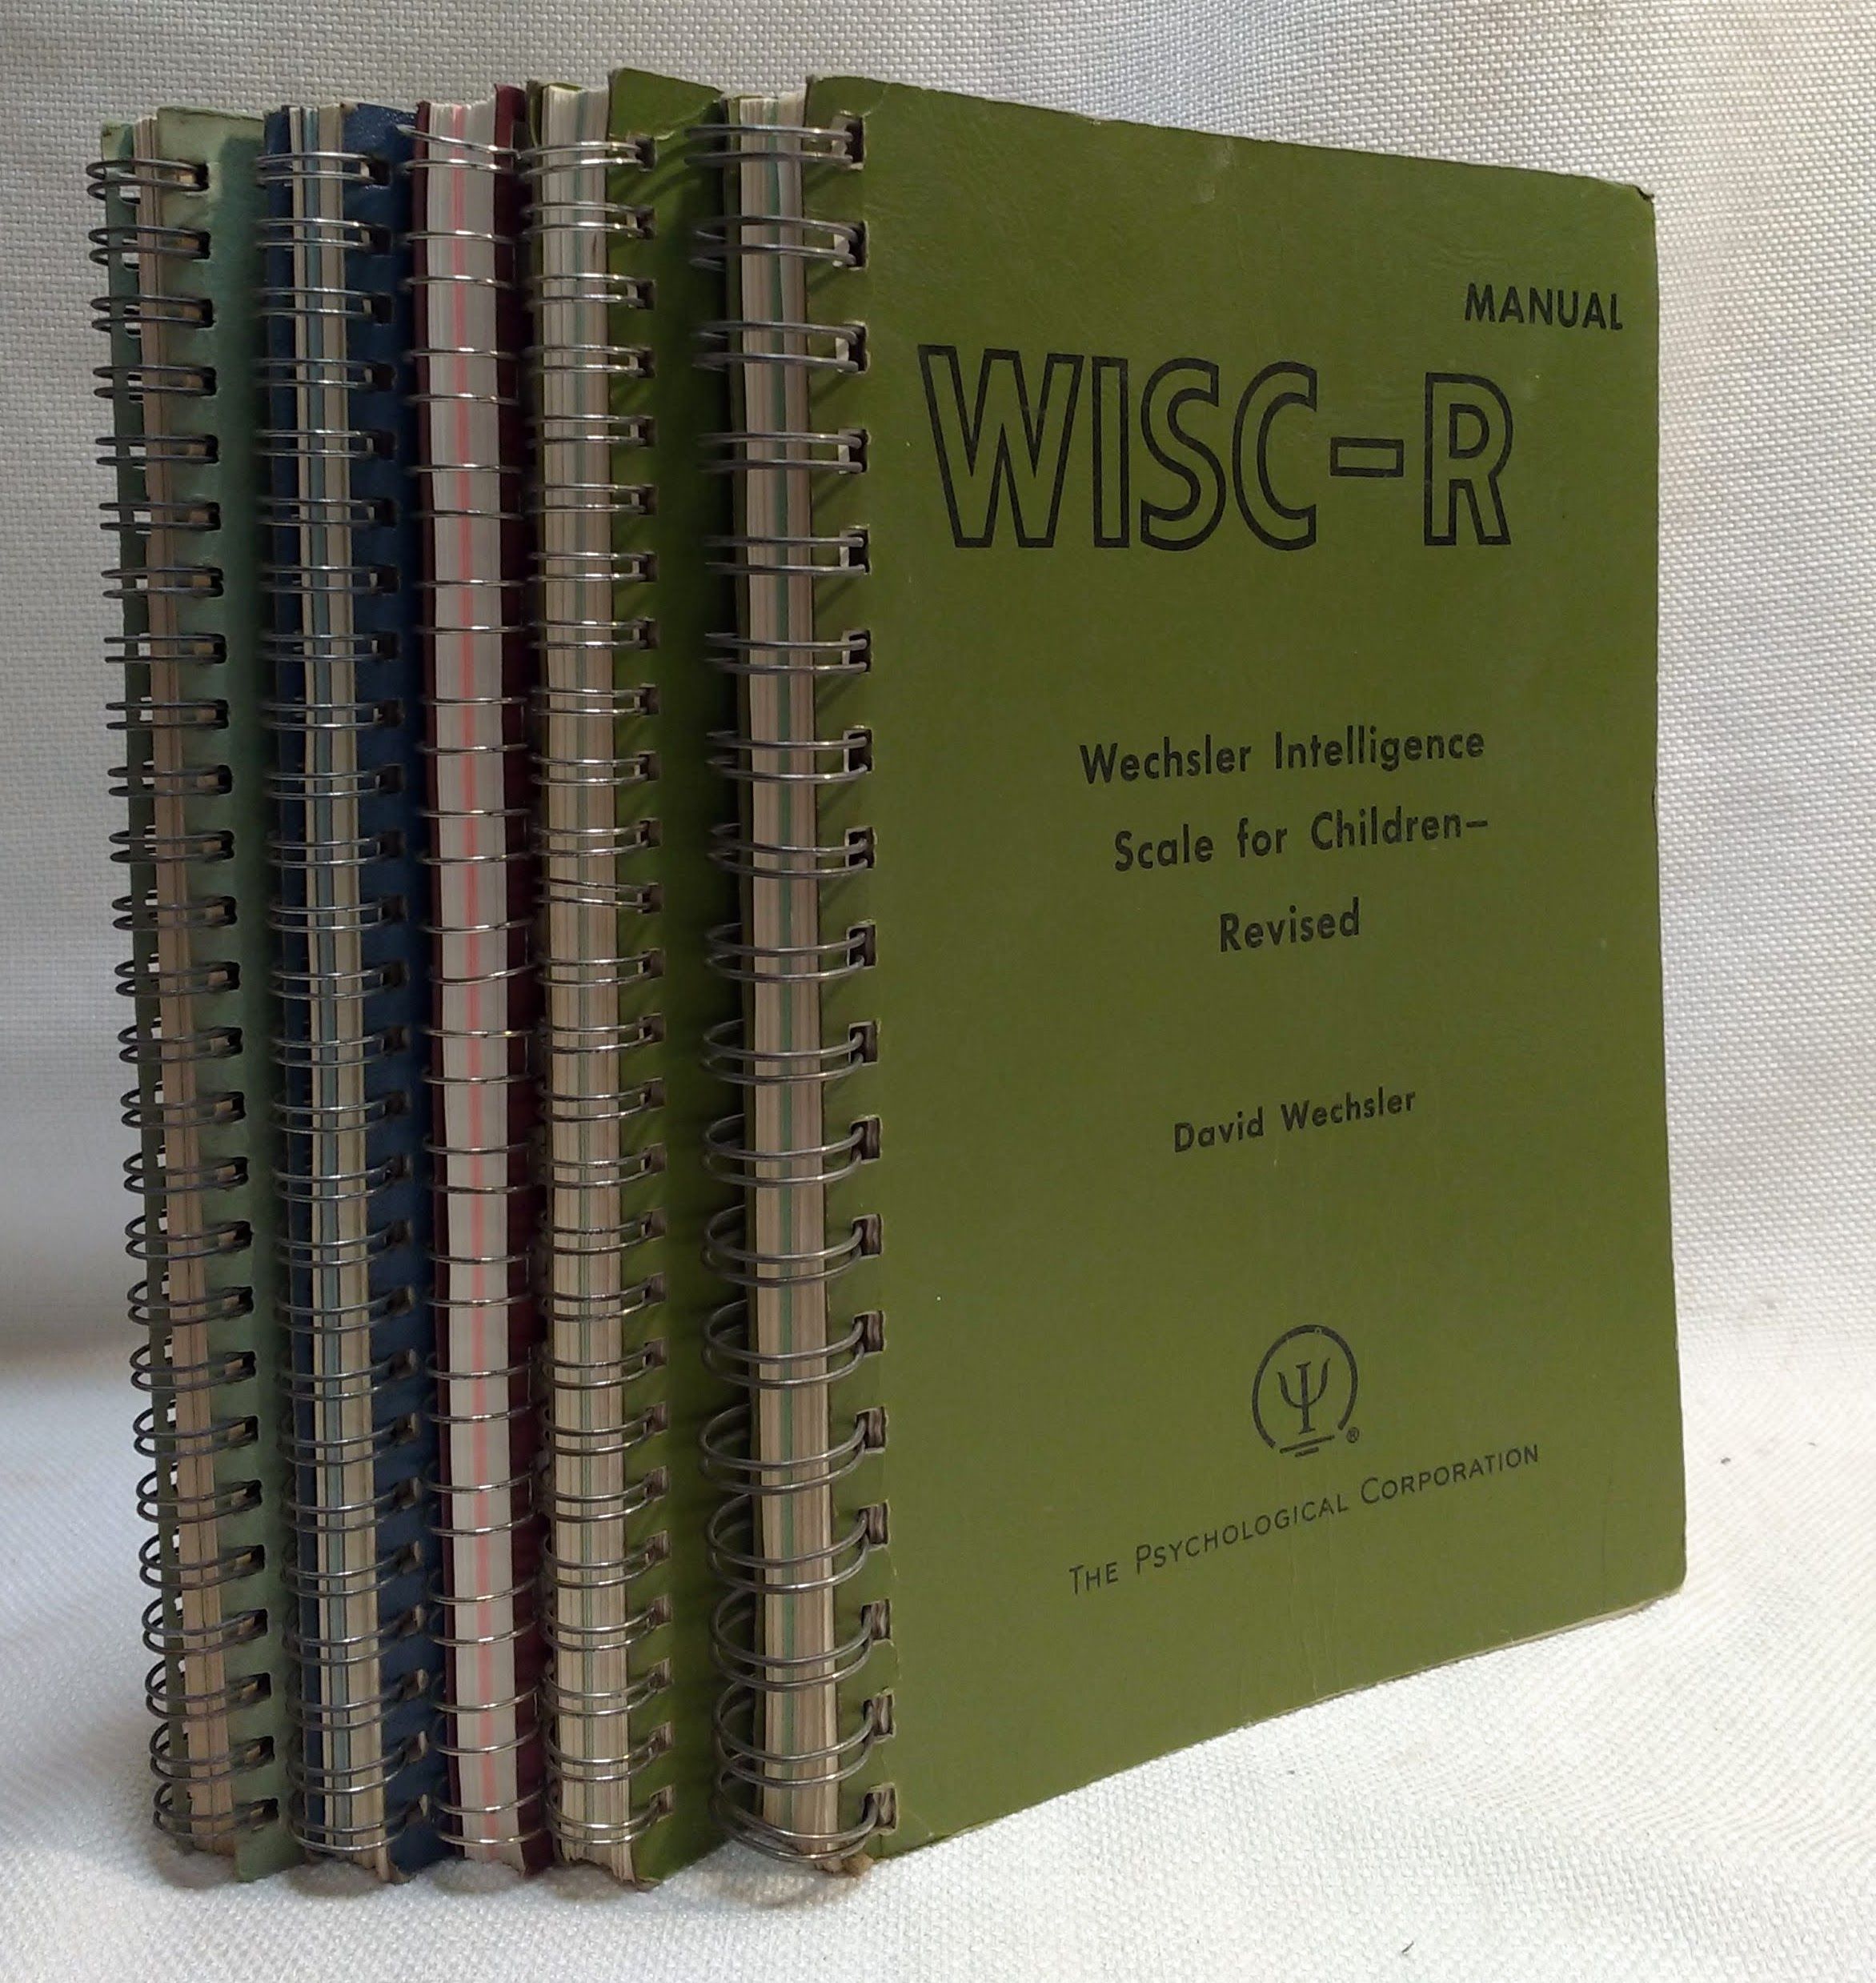 MANUAL
WISC-R
Wechsler Intelligence
Scale for Children—
Revised
David Wechsler
Ψ
®
THE PSYCHOLOGICAL CORPORATION